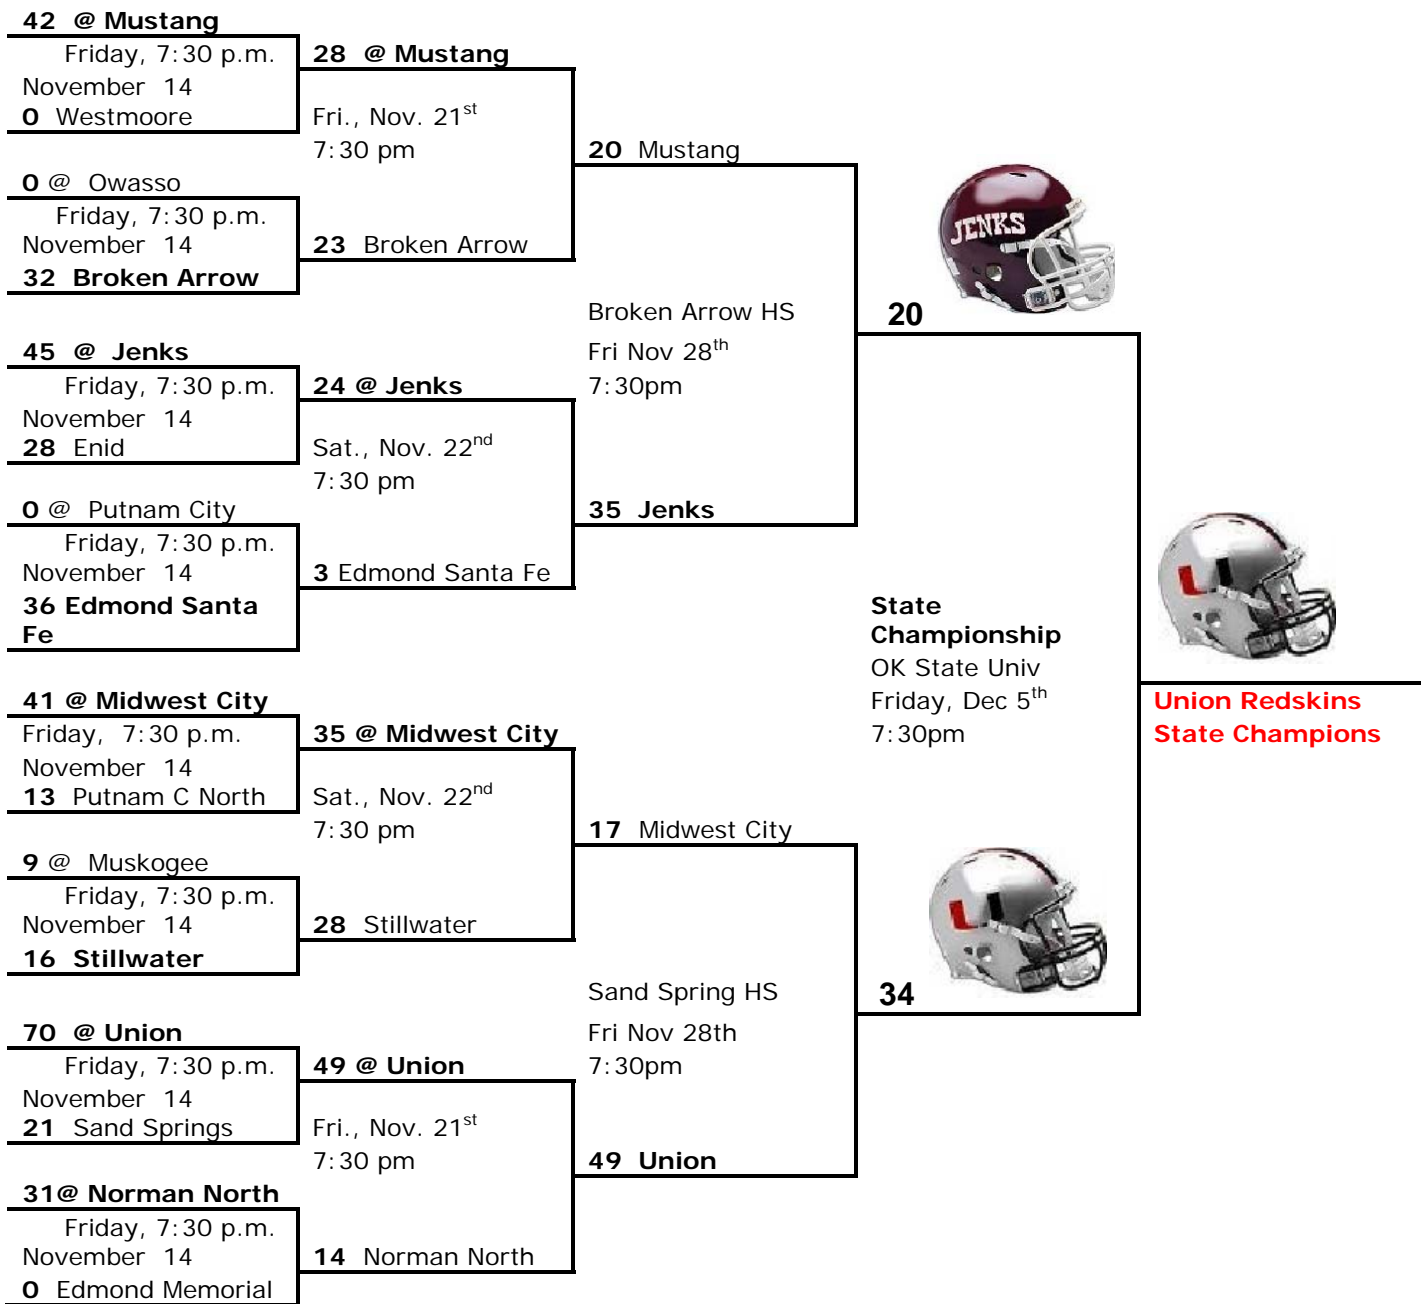 42 @ Mustang
Friday, 7:30 p.m.
November 14
0 Westmoore
0 @ Owasso
Friday, 7:30 p.m.
November 14
32 Broken Arrow
45 @ Jenks
Friday, 7:30 p.m.
November 14
28 Enid
0 @ Putnam City
Friday, 7:30 p.m.
November 14
36 Edmond Santa
Fe
41 @ Midwest City
Friday, 7:30 p.m.
November 14
13 Putnam C North
9 @ Muskogee
Friday, 7:30 p.m.
November 14
16 Stillwater
70 @ Union
Friday, 7:30 p.m.
November 14
21 Sand Springs
31@ Norman North
Friday, 7:30 p.m.
November 14
0 Edmond Memorial
28 @ Mustang
Fri., Nov. 21st
7:30 pm
23 Broken Arrow
24 @ Jenks
Sat., Nov. 22nd
7:30 pm
3 Edmond Santa Fe
35 @ Midwest City
Sat., Nov. 22nd
7:30 pm
28 Stillwater
49 @ Union
Fri., Nov. 21st
7:30 pm
14 Norman North
20 Mustang
Broken Arrow HS
Fri Nov 28th
7:30pm
35 Jenks
17 Midwest City
Sand Spring HS
Fri Nov 28th
7:30pm
49 Union
JENKS
20
State
Championship
OK State Univ
Friday, Dec 5th
7:30pm
U
34
U
Union Redskins
State Champions